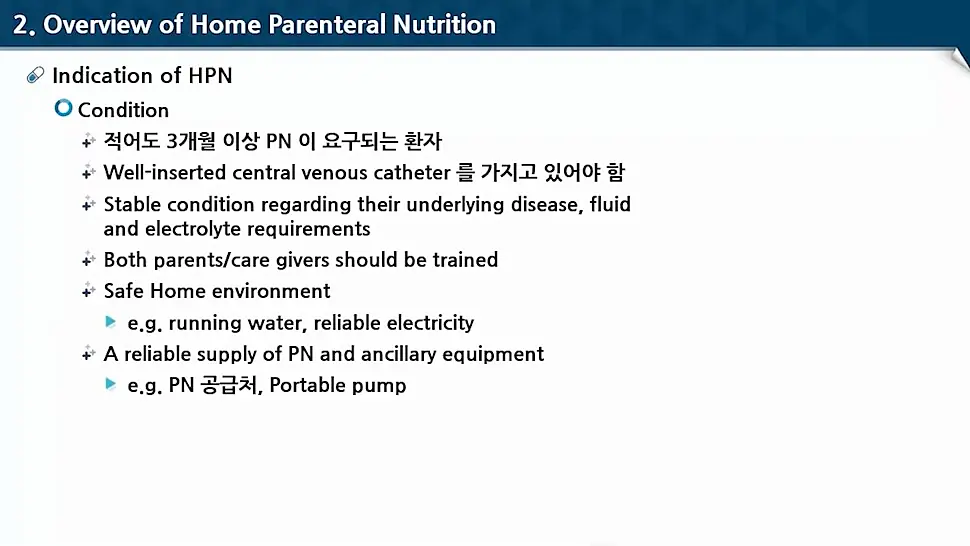 2. Overview of Home Parenteral Nutrition
Indication of HPN
Condition
적어도 3개월 이상 PN 이 요구되는 환자
Well-inserted central venous catheter 를 가지고 있어야 함
Stable condition regarding their underlying disease, fluid
and electrolyte requirements
Both parents/care givers should be trained
Safe Home environment
e.g. running water, reliable electricity
A reliable supply of PN and ancillary equipment
e.g. PN 공급처, Portable pump